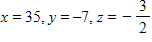 x = 35, y = −7, z = − 3/2